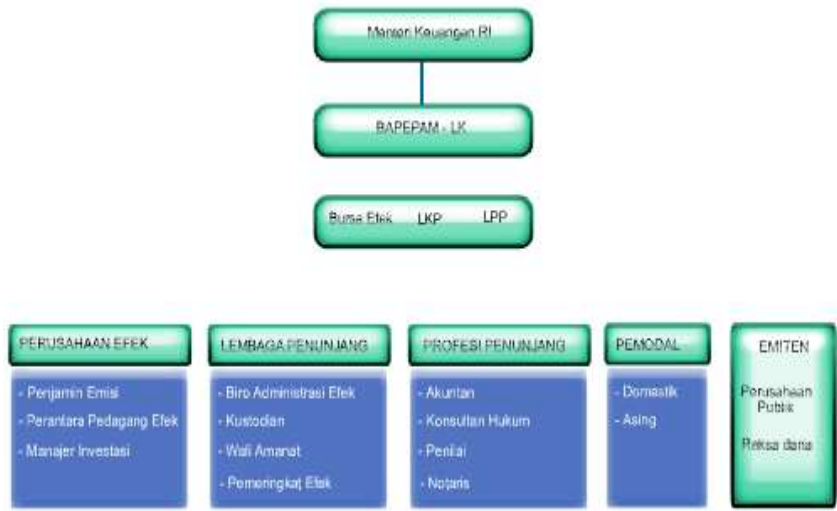 Menteri Keuangan RI
BAPEPAM - LK
Bursa Efek LKP LPP
PERUSAHAAN EFEK
- Penjamin Emisi
- Perantara Pedagang Efek
- Manajer Investasi
LEMBAGA PENUNJANG
- Biro Administrasi Efek
- Kustodian
- Wali Amanat
- Pemeringkat Efek
PROFESI PENUNJANG
- Akuntan
- Konsultan Hukum
- Penilai
- Notaris
PEMODAL
- Domestik
- Asing
EMITEN
Perusahaan
Publik
Reksa dana